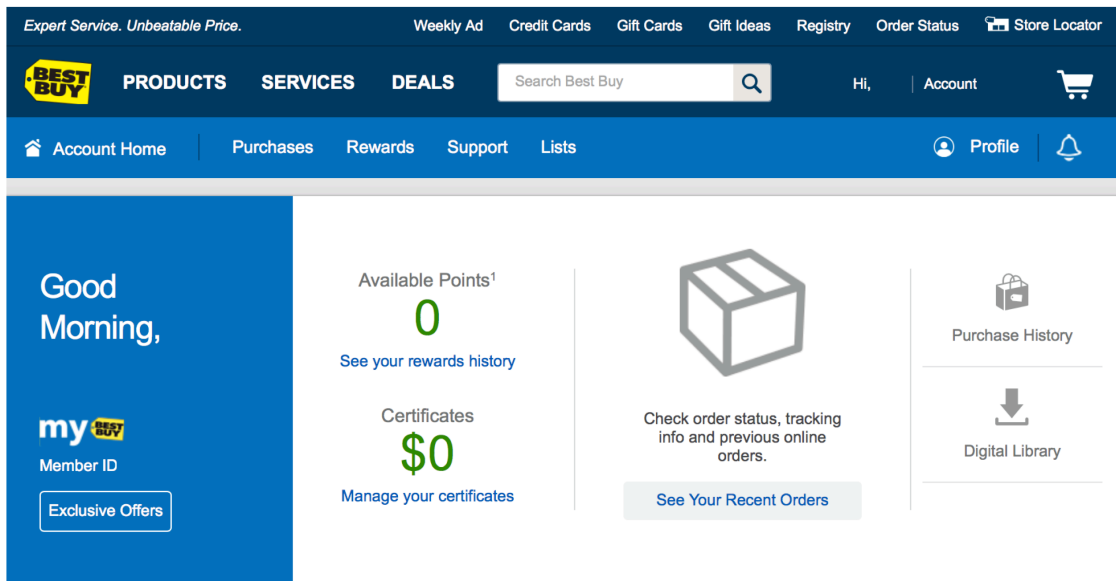 Expert Service. Unbeatable Price.
Weekly Ad Credit Cards Gift Cards Gift Ideas Registry Order Status Store Locator
BEST BUY PRODUCTS SERVICES DEALS Search Best Buy Hi, | Account
Account Home Purchases Rewards Support Lists Profile
Good
Morning,
my BEST BUY
Member ID
Exclusive Offers
Available Points¹
0
See your rewards history
Certificates
$0
Manage your certificates
Check order status, tracking
info and previous online
orders.
See Your Recent Orders
Purchase History
Digital Library